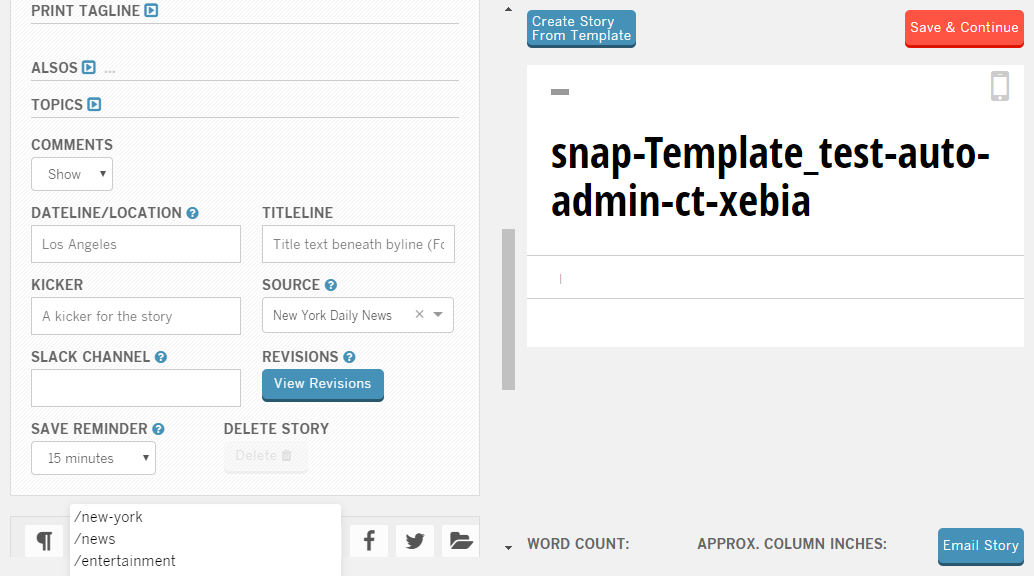 PRINT TAGLINE
ALSOS ...
TOPICS
COMMENTS
Show
DATELINE/LOCATION TITLELINE
Los Angeles Title text beneath byline (Fo
KICKER SOURCE
A kicker for the story New York Daily News ×
SLACK CHANNEL REVISIONS
View Revisions
SAVE REMINDER DELETE STORY
15 minutes Delete
/new-york
/news
/entertainment
Create Story
From Template
Save & Continue
snap-Template_test-auto-
admin-ct-xebia
|
WORD COUNT: APPROX. COLUMN INCHES: Email Story